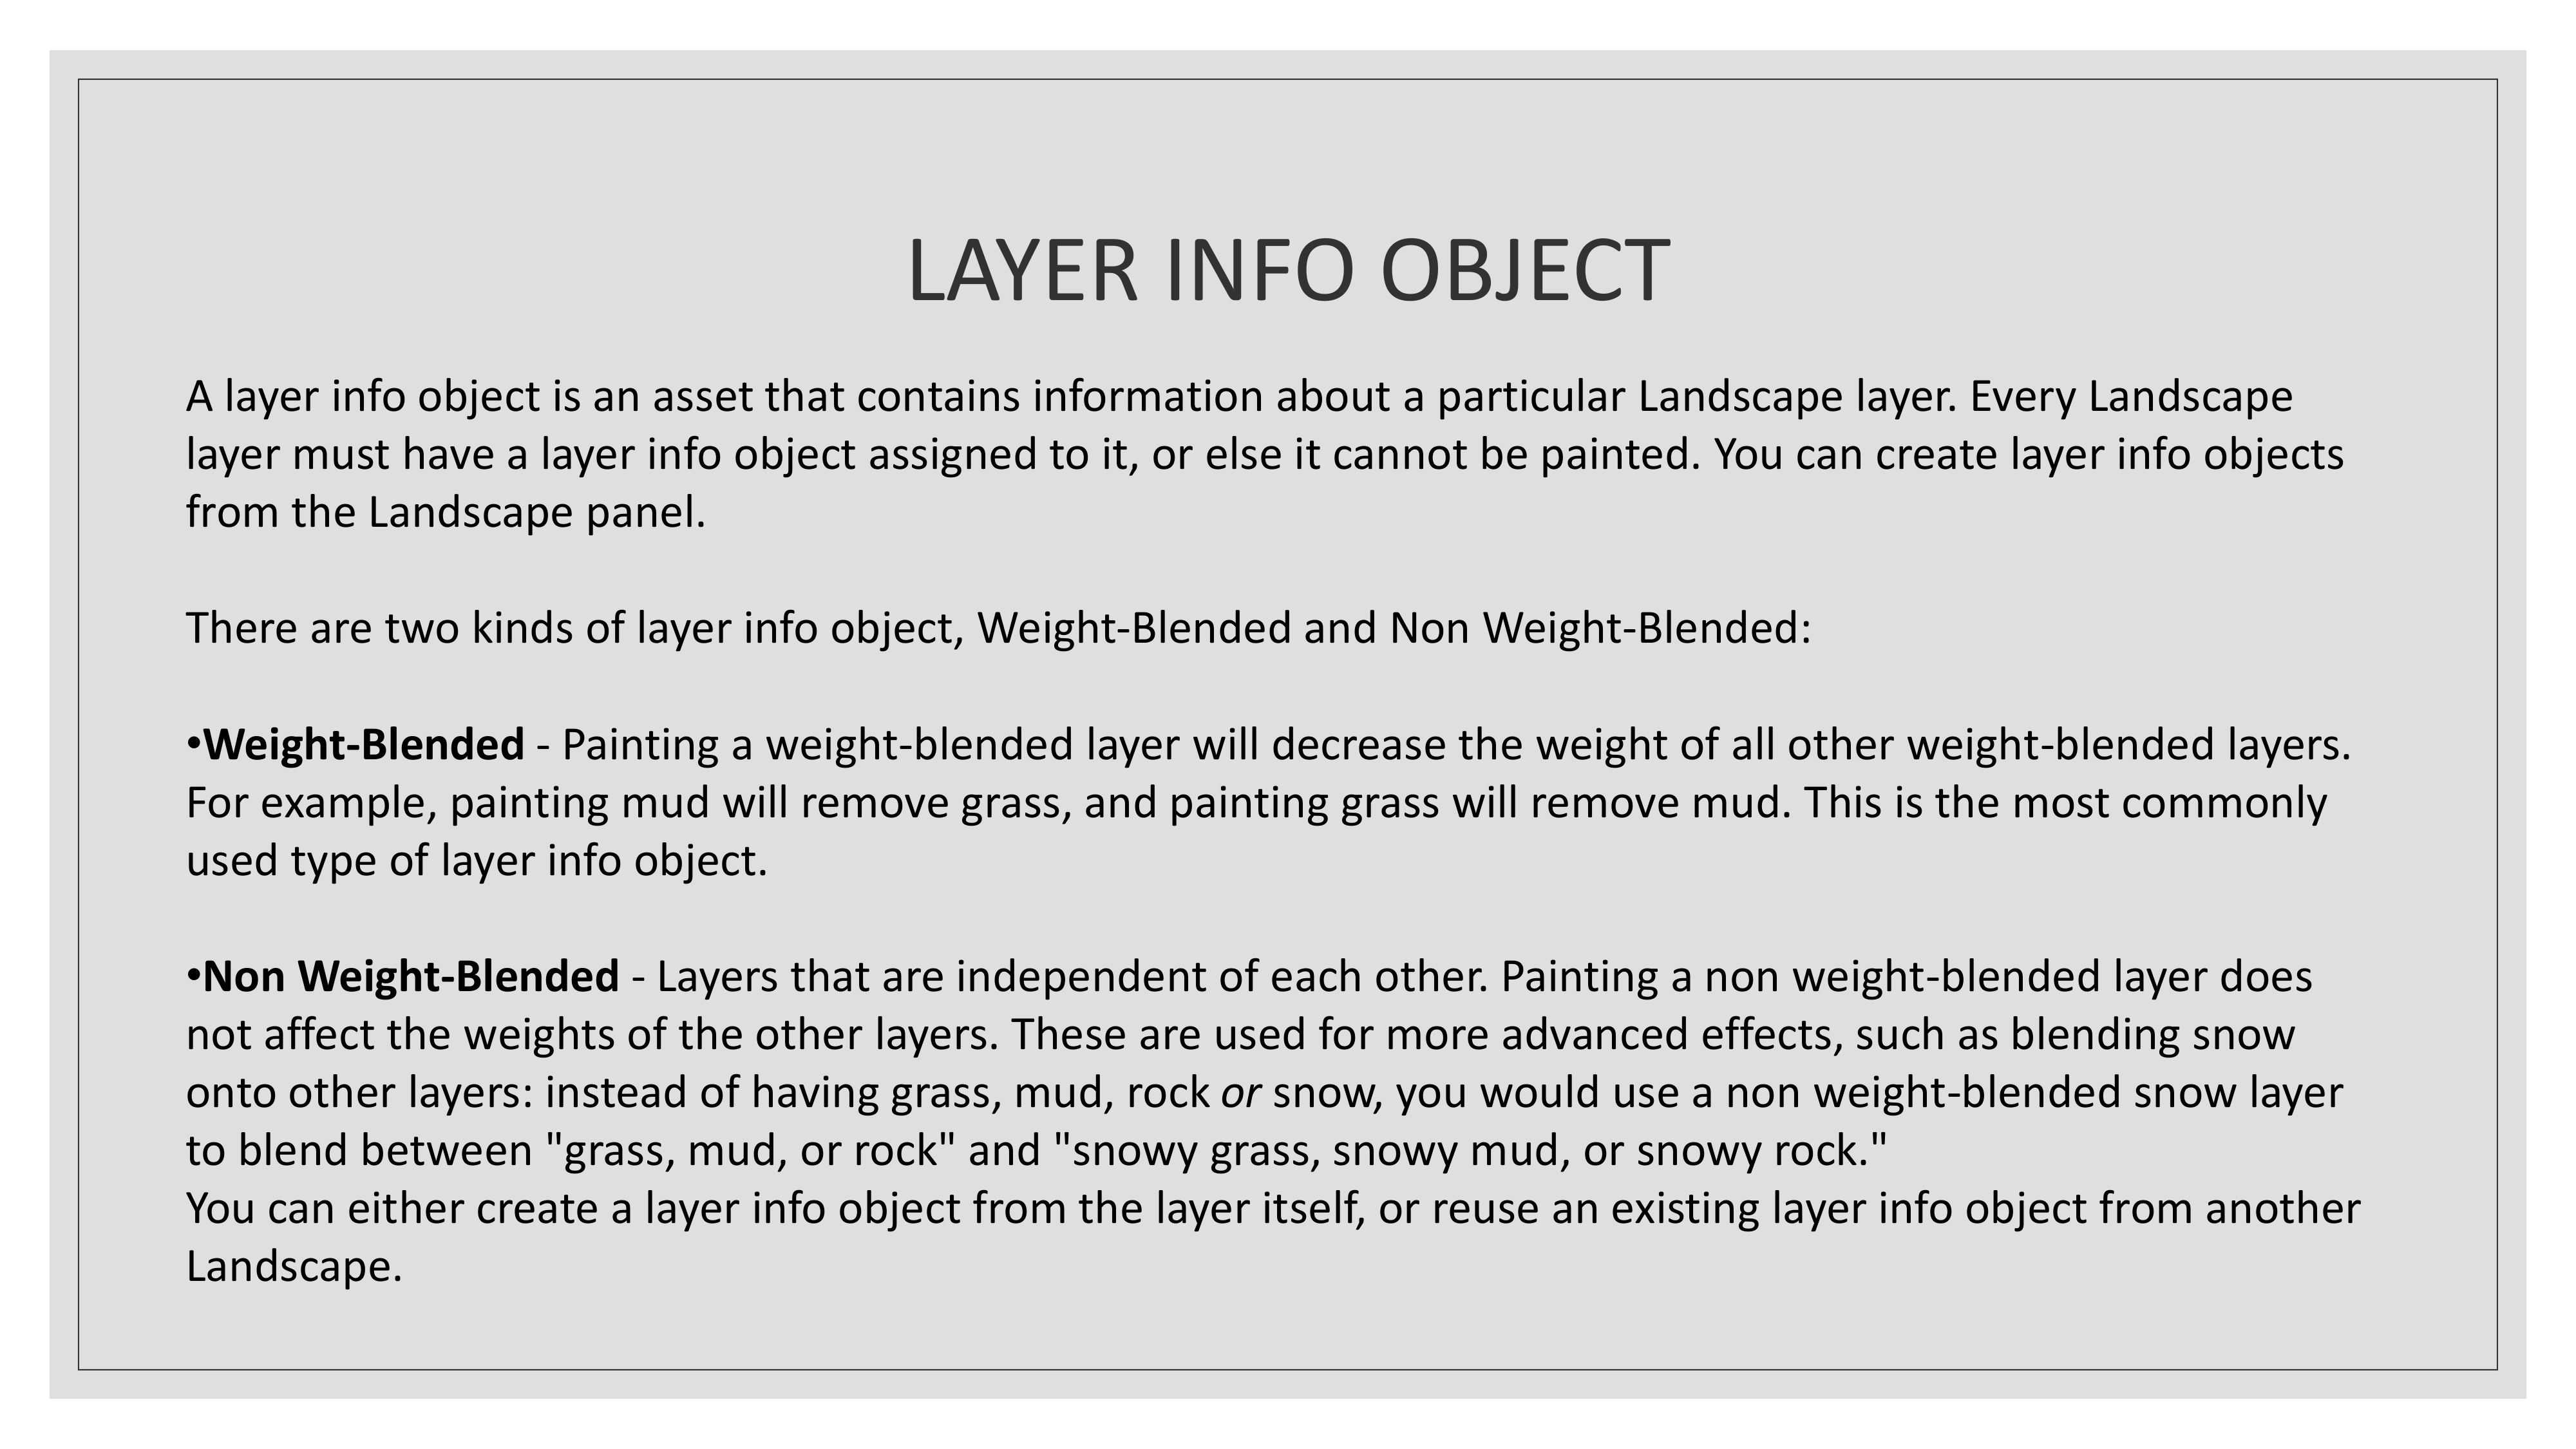 LAYER INFO OBJECT
A layer info object is an asset that contains information about a particular Landscape layer. Every Landscape
layer must have a layer info object assigned to it, or else it cannot be painted. You can create layer info objects
from the Landscape panel.
There are two kinds of layer info object, Weight-Blended and Non Weight-Blended:
•Weight-Blended - Painting a weight-blended layer will decrease the weight of all other weight-blended layers.
For example, painting mud will remove grass, and painting grass will remove mud. This is the most commonly
used type of layer info object.
•Non Weight-Blended - Layers that are independent of each other. Painting a non weight-blended layer does
not affect the weights of the other layers. These are used for more advanced effects, such as blending snow
onto other layers: instead of having grass, mud, rock or snow, you would use a non weight-blended snow layer
to blend between "grass, mud, or rock" and "snowy grass, snowy mud, or snowy rock."
You can either create a layer info object from the layer itself, or reuse an existing layer info object from another
Landscape.